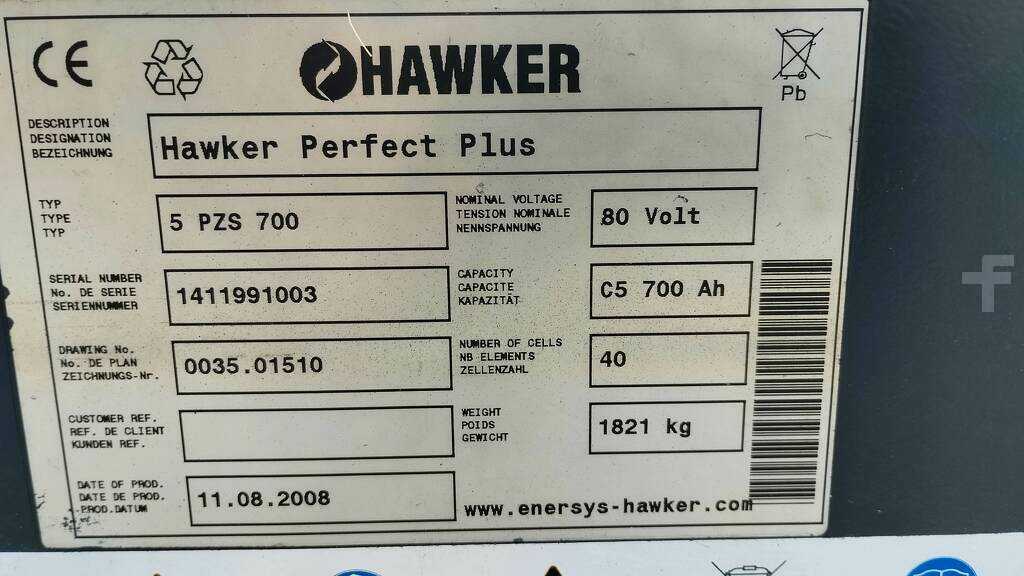 CE
HAWKER
Pb
DESCRIPTION
DESIGNATION
BEZEICHNUNG
Hawker Perfect Plus
TYP
TYPE
TYP
5 PZS 700
NOMINAL VOLTAGE
TENSION NOMINALE
NENNSPANNUNG
80 Volt
SERIAL NUMBER
No. DE SERIE
SERIENNUMMER
1411991003
CAPACITY
CAPACITE
KAPAZITÄT
C5 700 Ah
DRAWING No.
No. DE PLAN
ZEICHNUNGS-Nr.
0035.01510
NUMBER OF CELLS
NB ELEMENTS
ZELLENZAHL
40
CUSTOMER REF.
REF. DE CLIENT
KUNDEN REF.
WEIGHT
POIDS
GEWICHT
1821 kg
DATE OF PROD.
DATE DE PROD.
PROD.DATUM
11.08.2008
www.enersys-hawker.com